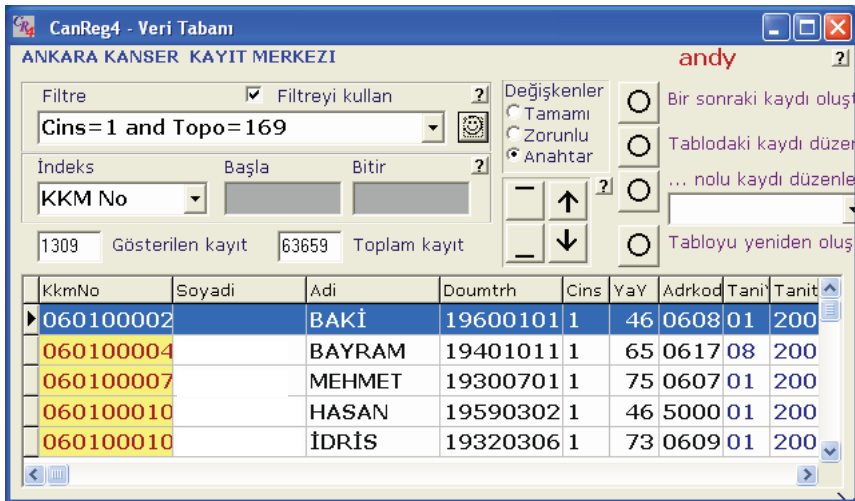 CanReg4 - Veri Tabanı
ANKARA KANSER KAYIT MERKEZI andy ?
Filtre Filtreyi kullan ?
Cins=1 and Topo=169
Değişkenler
Tamamı
Zorunlu
Anahtar
Bir sonraki kaydı oluşt
Tablodaki kaydı düzen
... nolu kaydı düzenle
Tabloyu yeniden oluş
İndeks Başla Bitir ?
KKM No
?
1309 Gösterilen kayıt 63659 Toplam kayıt
KkmNo Soyadi Adi Doumtrh Cins YaY Adrkod Tani Tanit
060100002 BAKİ 19600101 1 46 0608 01 200
060100004 BAYRAM 19401011 1 65 0617 08 200
060100007 MEHMET 19300701 1 75 0607 01 200
060100010 HASAN 19590302 1 46 5000 01 200
060100010 İDRİS 19320306 1 73 0609 01 200